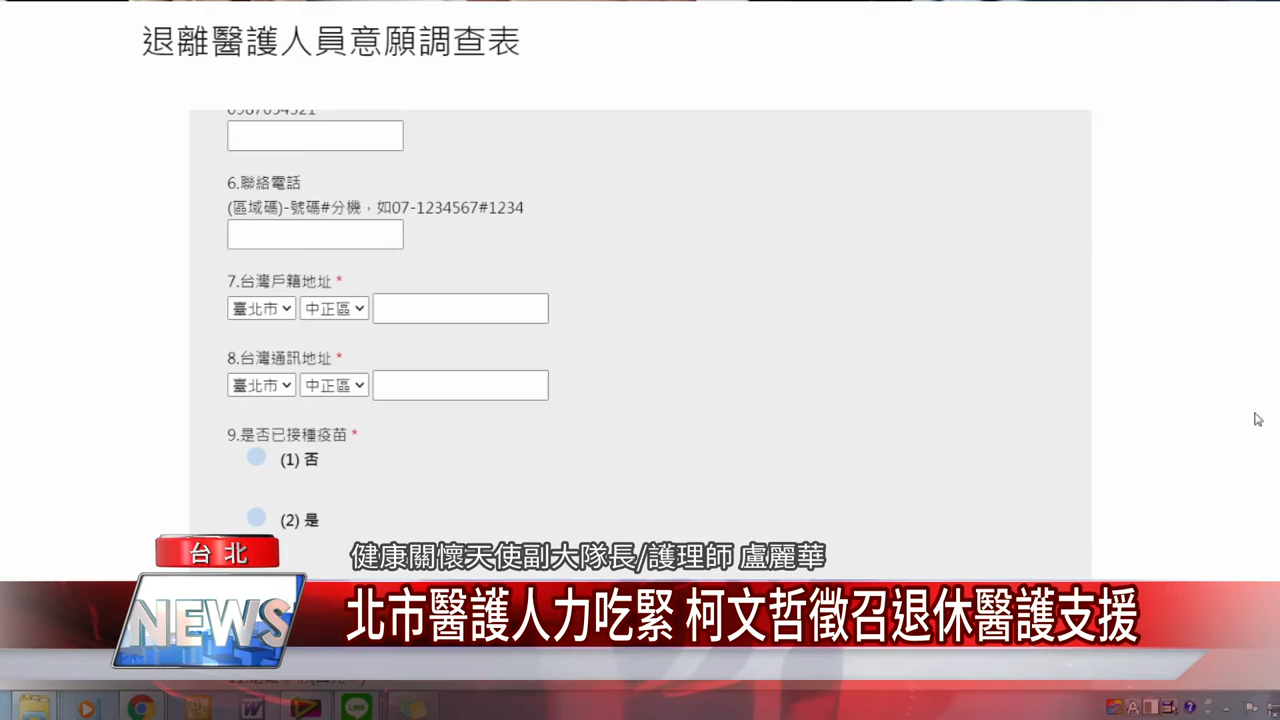 退離醫護人員意願調查表
0987654321
6.聯絡電話
(區域碼)-號碼#分機，如07-1234567#1234
7.台灣戶籍地址 *
臺北市 中正區
8.台灣通訊地址 *
臺北市 中正區
9.是否已接種疫苗 *
(1) 否
(2) 是
台北
健康關懷天使副大隊長/護理師 盧麗華
NEWS
北市醫護人力吃緊 柯文哲徵召退休醫護支援
LINE